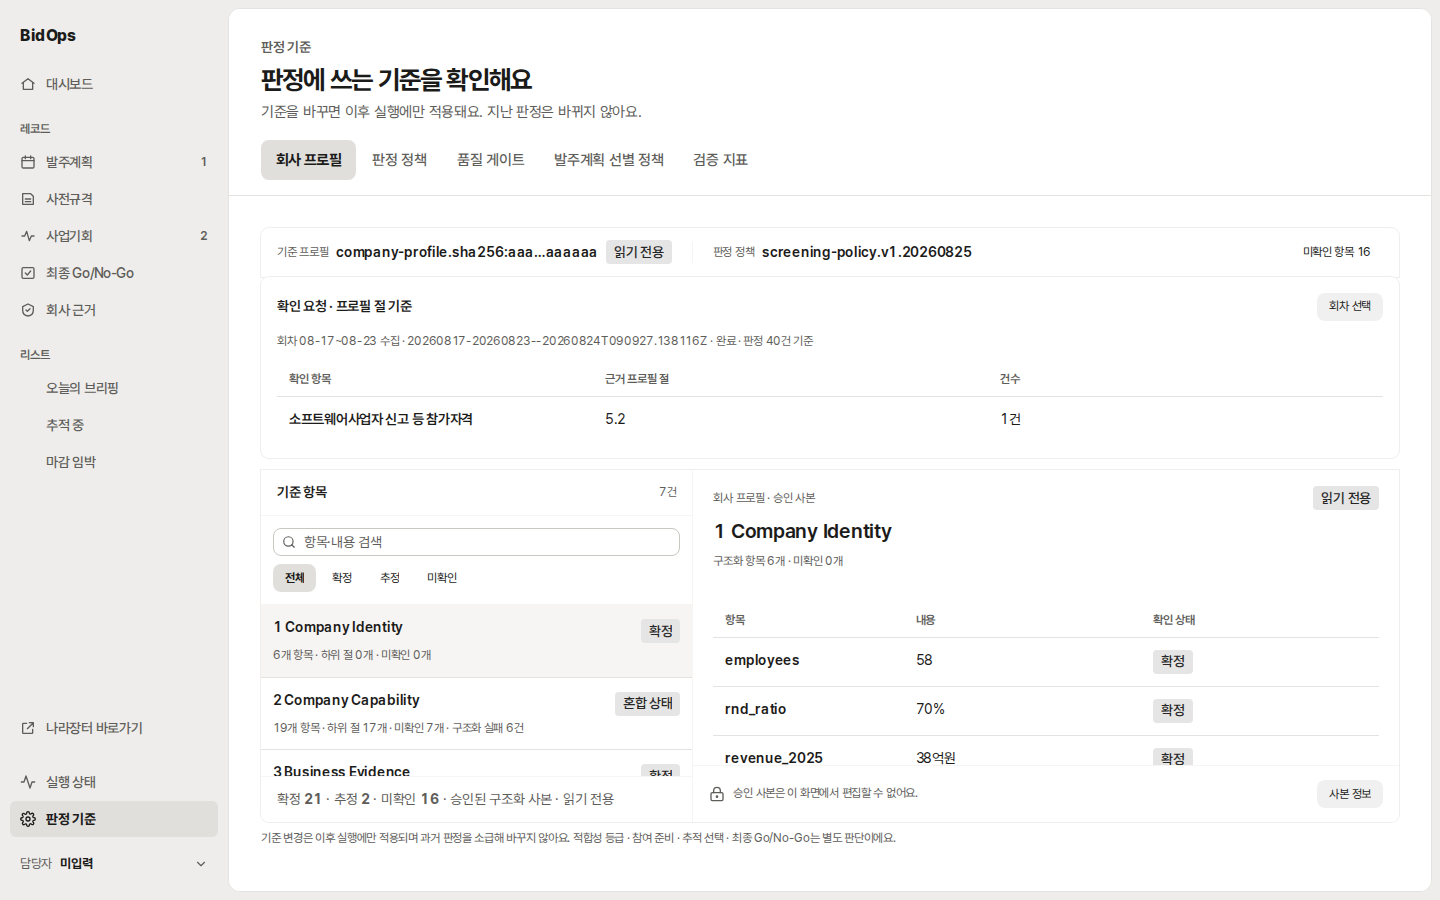 BidOps
대시보드
레코드
발주계획 1
사전규격
사업기회 2
최종 Go/No-Go
회사 근거
리스트
오늘의 브리핑
추적 중
마감 임박
나라장터 바로가기
실행 상태
판정 기준
담당자 미입력
판정 기준
판정에 쓰는 기준을 확인해요
기준을 바꾸면 이후 실행에만 적용돼요. 지난 판정은 바뀌지 않아요.
회사 프로필 판정 정책 품질 게이트 발주계획 선별 정책 검증 지표
기준 프로필 company-profile.sha256:aaa…aaaaaa 읽기 전용 판정 정책 screening-policy.v1.20260825 미확인 항목 16
확인 요청 · 프로필 절 기준 회차 선택
회차 08-17~08-23 수집 · 20260817-20260823--20260824T090927.138116Z · 완료 · 판정 40건 기준
확인 항목 근거 프로필 절 건수
소프트웨어사업자 신고 등 참가자격 5.2 1건
기준 항목 7건
항목·내용 검색
전체 확정 추정 미확인
1 Company Identity 확정
6개 항목 · 하위 절 0개 · 미확인 0개
2 Company Capability 혼합 상태
19개 항목 · 하위 절 17개 · 미확인 7개 · 구조화 실패 6건
3 Business Evidence 확정
확정 21 · 추정 2 · 미확인 16 · 승인된 구조화 사본 · 읽기 전용
회사 프로필 · 승인 사본 읽기 전용
1 Company Identity
구조화 항목 6개 · 미확인 0개
항목 내용 확인 상태
employees 58 확정
rnd_ratio 70% 확정
revenue_2025 38억원 확정
승인 사본은 이 화면에서 편집할 수 없어요. 사본 정보
기준 변경은 이후 실행에만 적용되며 과거 판정을 소급해 바꾸지 않아요. 적합성 등급 · 참여 준비 · 추적 선택 · 최종 Go/No-Go는 별도 판단이에요.